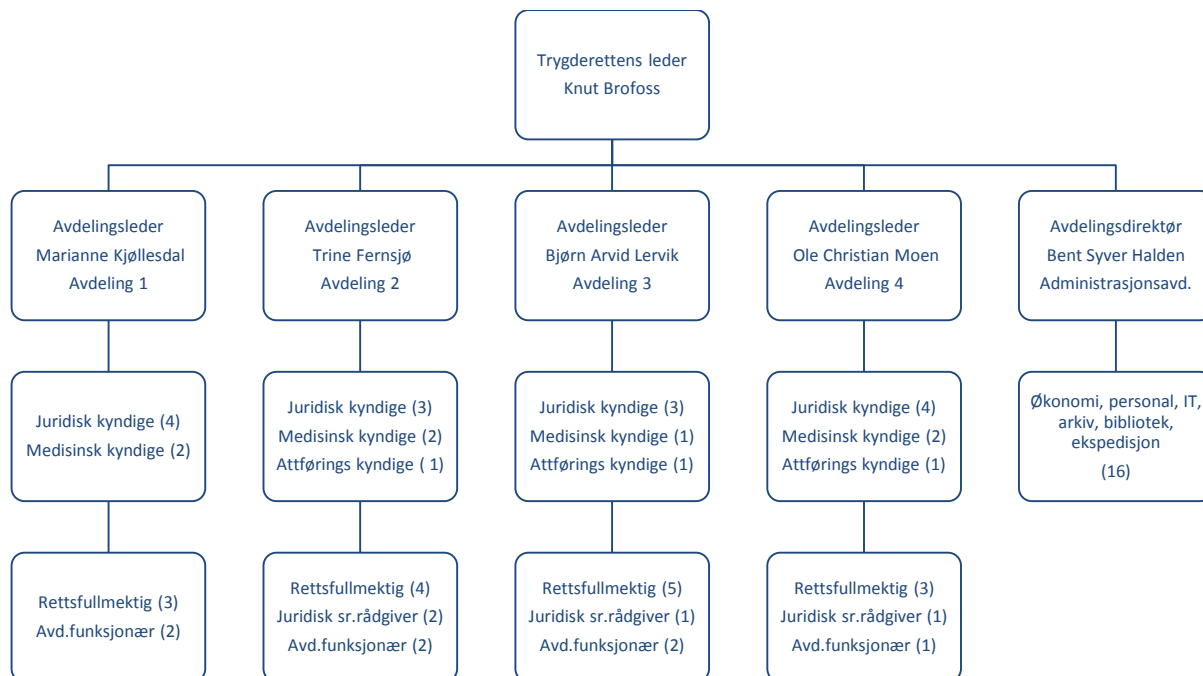 Trygderettens leder
Knut Brofoss
Avdelingsleder
Marianne Kjøllesdal
Avdeling 1
Avdelingsleder
Trine Fernsjø
Avdeling 2
Avdelingsleder
Bjørn Arvid Lervik
Avdeling 3
Avdelingsleder
Ole Christian Moen
Avdeling 4
Avdelingsdirektør
Bent Syver Halden
Administrasjonsavd.
Juridisk kyndige (4)
Medisinsk kyndige (2)
Juridisk kyndige (3)
Medisinsk kyndige (2)
Attførings kyndige ( 1)
Juridisk kyndige (3)
Medisinsk kyndige (1)
Attførings kyndige (1)
Juridisk kyndige (4)
Medisinsk kyndige (2)
Attførings kyndige (1)
Økonomi, personal, IT,
arkiv, bibliotek,
ekspedisjon
(16)
Rettsfullmektig (3)
Avd.funksjonær (2)
Rettsfullmektig (4)
Juridisk sr.rådgiver (2)
Avd.funksjonær (2)
Rettsfullmektig (5)
Juridisk sr.rådgiver (1)
Avd.funksjonær (2)
Rettsfullmektig (3)
Juridisk sr.rådgiver (1)
Avd.funksjonær (1)